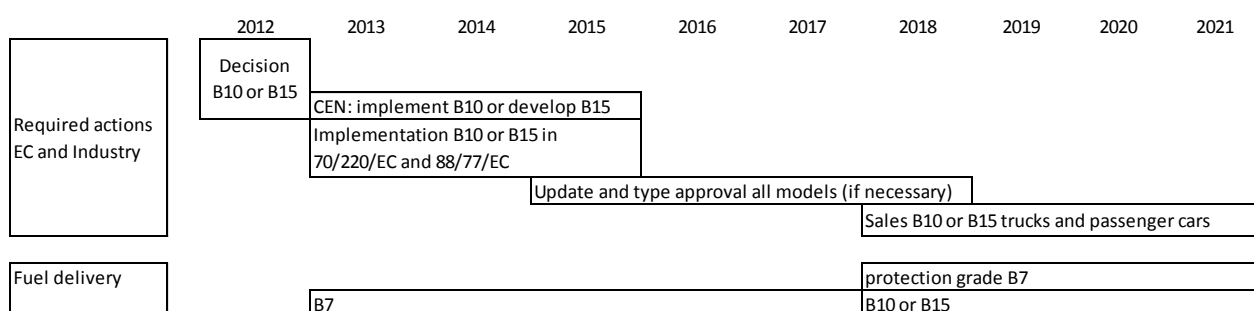 2012 2013 2014 2015 2016 2017 2018 2019 2020 2021
Decision
B10 or B15
CEN: implement B10 or develop B15
Required actions
EC and Industry
Implementation B10 or B15 in
70/220/EC and 88/77/EC
Update and type approval all models (if necessary)
Sales B10 or B15 trucks and passenger cars
Fuel delivery
protection grade B7
B7
B10 or B15